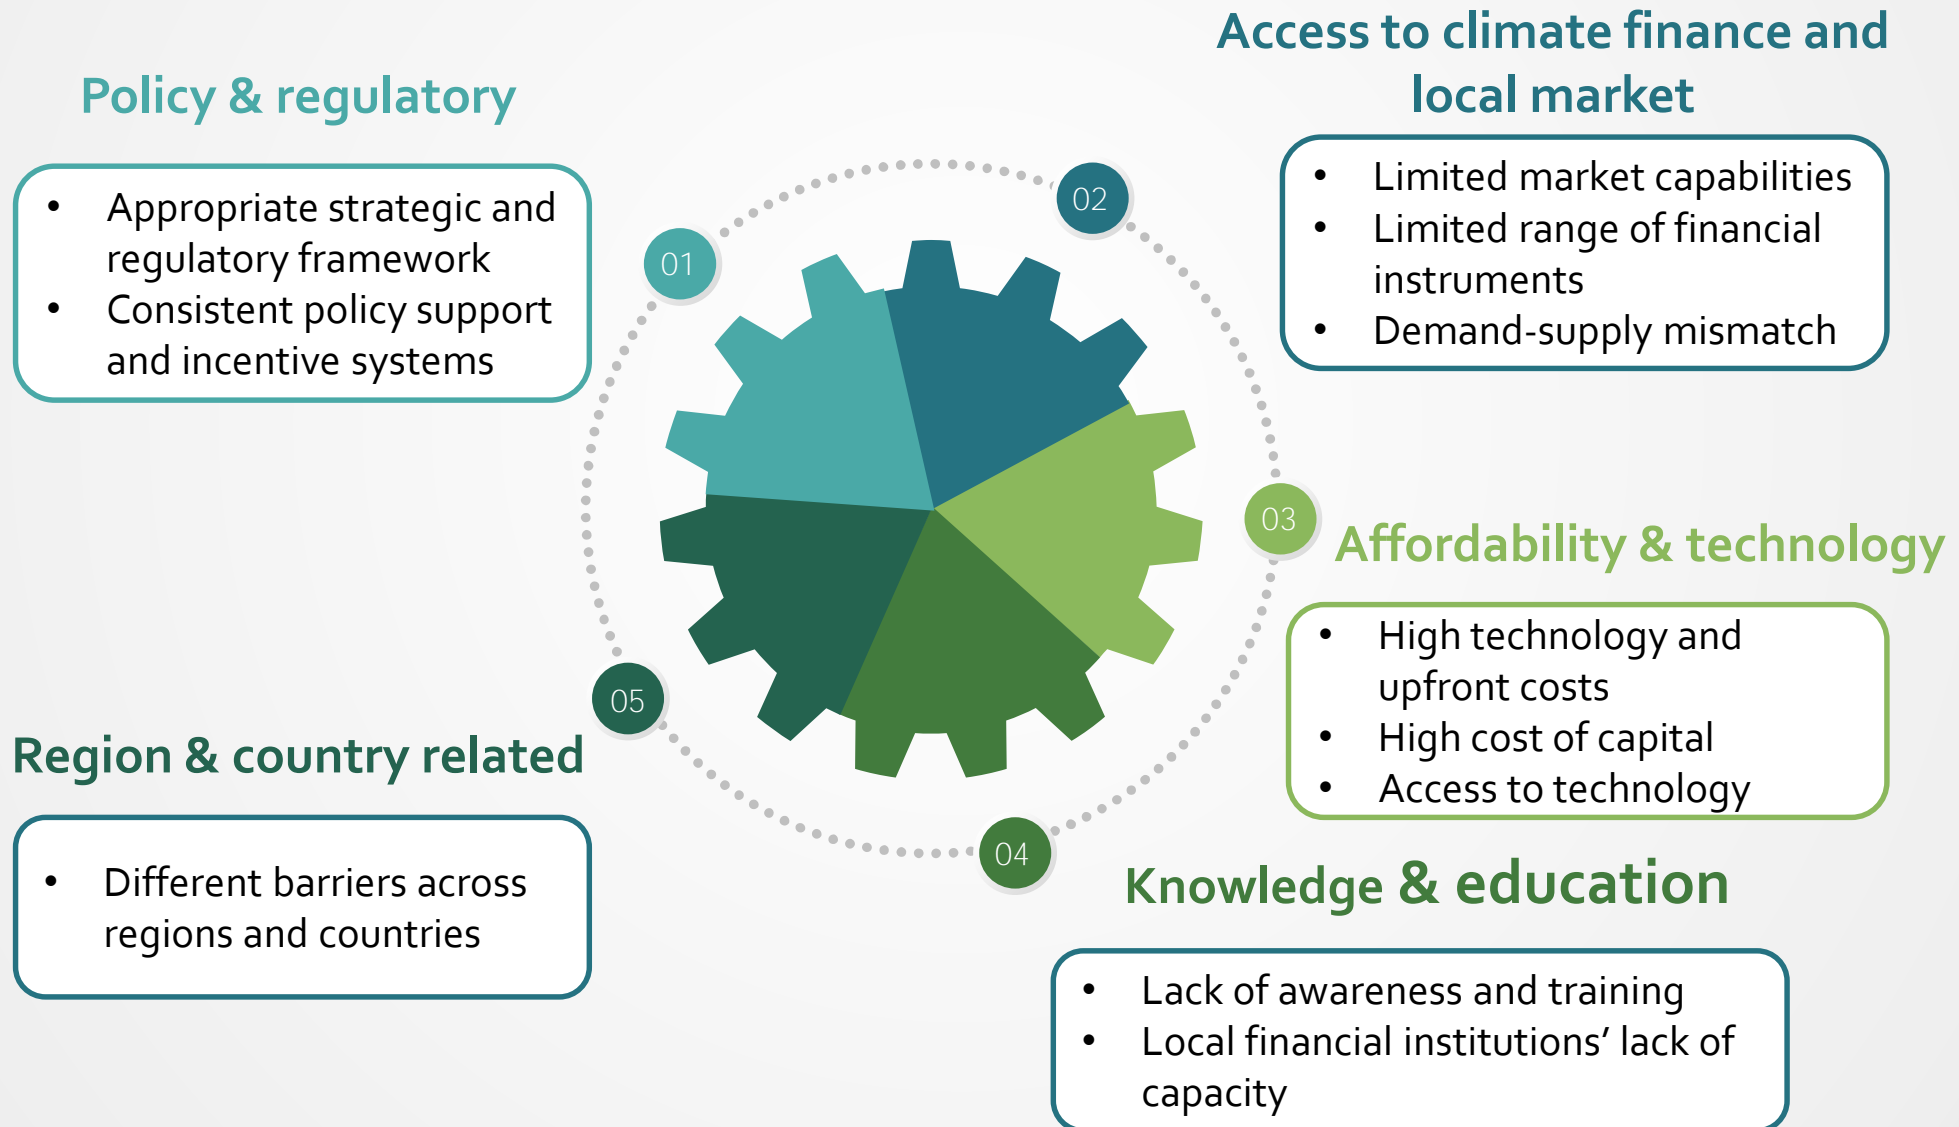 Policy & regulatory
• Appropriate strategic and
regulatory framework
• Consistent policy support
and incentive systems
01
Access to climate finance and
local market
• Limited market capabilities
• Limited range of financial
instruments
• Demand-supply mismatch
02
03
Affordability & technology
• High technology and
upfront costs
• High cost of capital
• Access to technology
04
Knowledge & education
• Lack of awareness and training
• Local financial institutions’ lack of
capacity
05
Region & country related
• Different barriers across
regions and countries